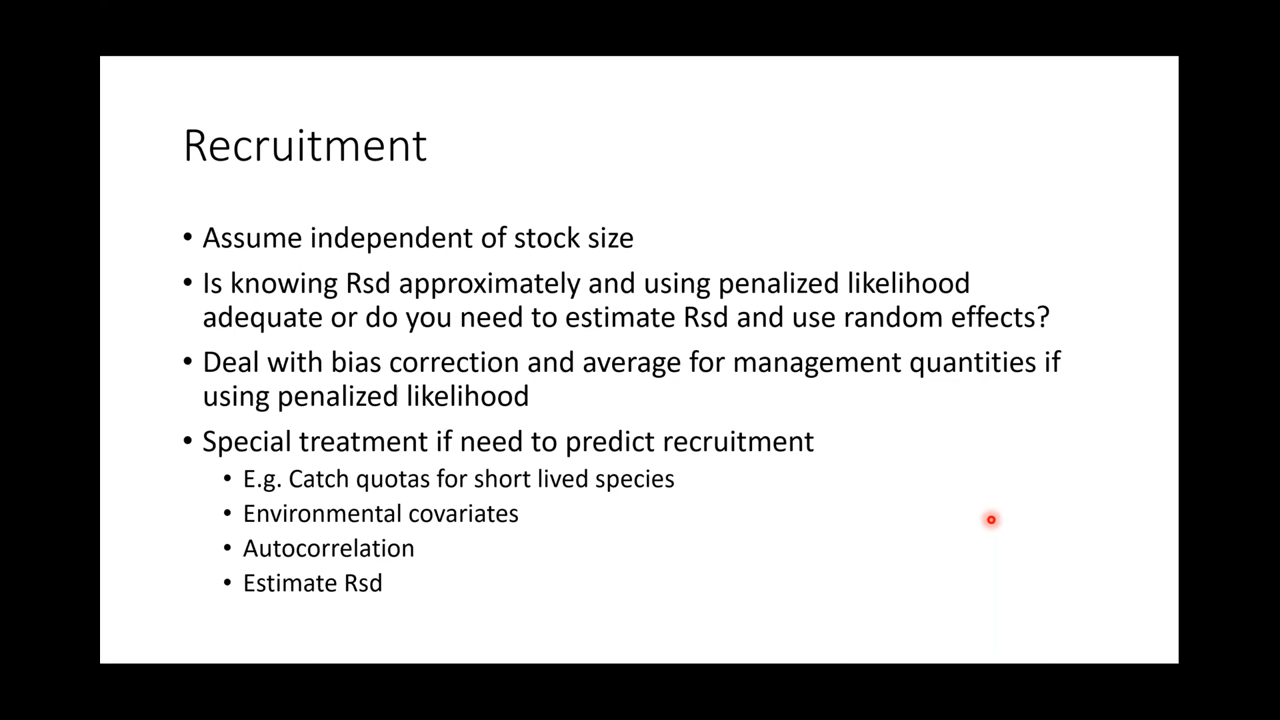 Recruitment
• Assume independent of stock size
• Is knowing Rsd approximately and using penalized likelihood
adequate or do you need to estimate Rsd and use random effects?
• Deal with bias correction and average for management quantities if
using penalized likelihood
• Special treatment if need to predict recruitment
• E.g. Catch quotas for short lived species
• Environmental covariates
• Autocorrelation
• Estimate Rsd